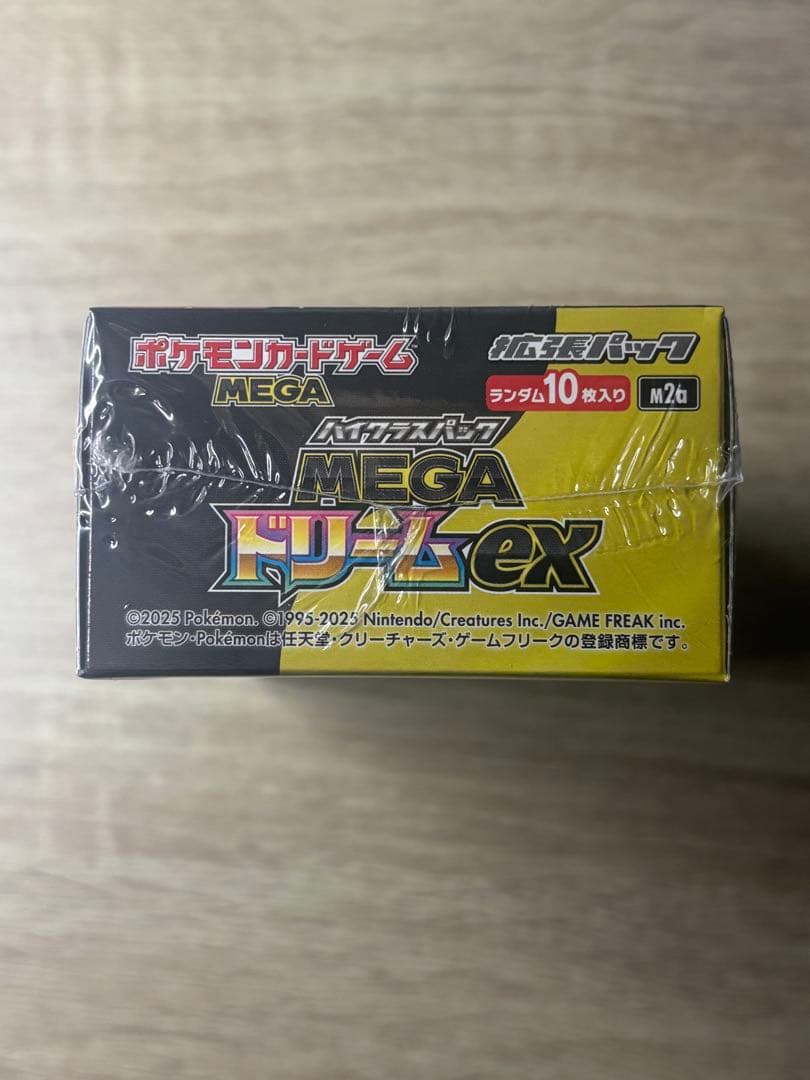 ポケモンカードゲーム
MEGA
拡張パック
ランダム10枚入り M2a
ハイクラスパック
MEGA
ドリームex
©2025 Pokémon. ©1995-2025 Nintendo/Creatures Inc./GAME FREAK inc.
ポケモン・Pokémonは任天堂・クリーチャーズ・ゲームフリークの登録商標です。